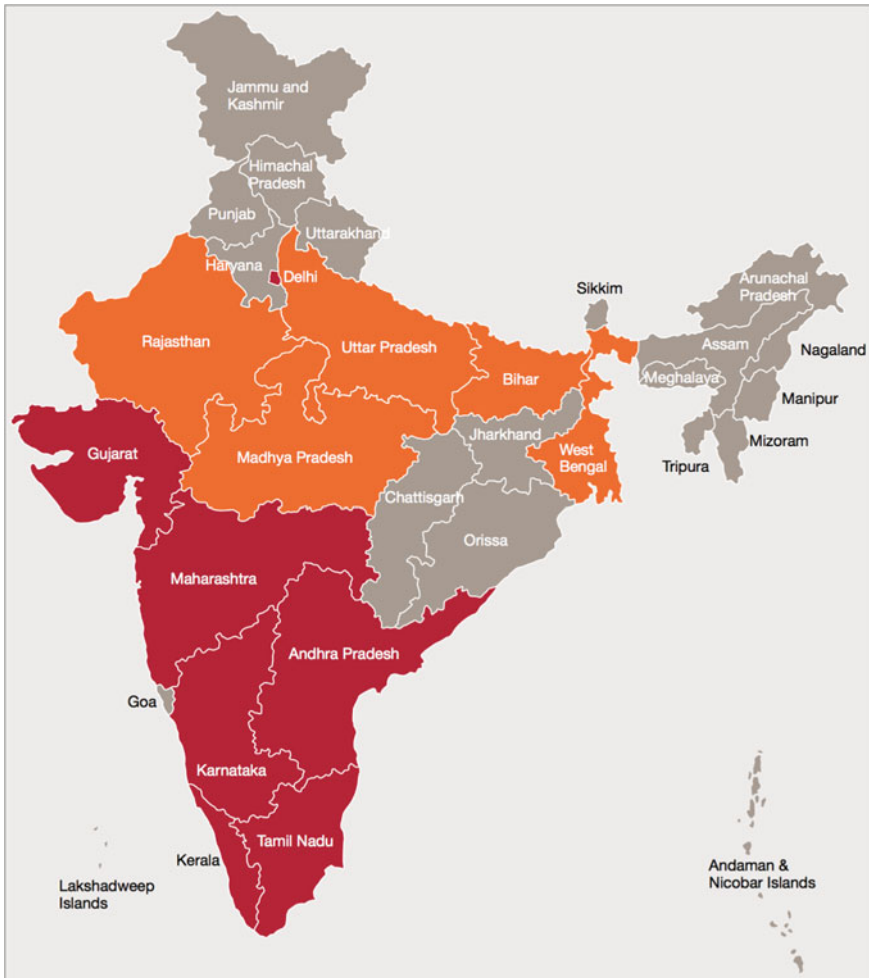 Jammu and
Kashmir
Himachal
Pradesh
Punjab
Uttarakhand
Haryana
Delhi
Sikkim
Arunachal
Pradesh
Rajasthan
Uttar Pradesh
Assam
Nagaland
Bihar
Meghalaya
Manipur
Jharkhand
West
Bengal
Mizoram
Gujarat
Madhya Pradesh
Tripura
Chattisgarh
Orissa
Maharashtra
Andhra Pradesh
Goa
Karnataka
Tamil Nadu
Kerala
Andaman &
Nicobar Islands
Lakshadweep
Islands